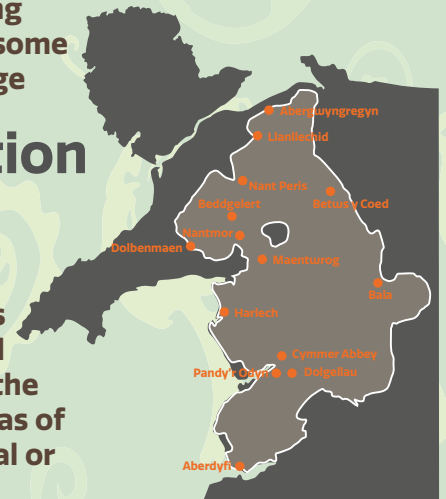 ng
some
ge
tion
s
l
the
as of
al or
Abergwyngregyn
Llanllechid
Nant Peris
Beddgelert
Betws y Coed
Nantmor
Dolbenmaen
Maenturog
Bala
Harlech
Cymmer Abbey
Pandy'r Odyn
Dolgellau
Aberdyfi